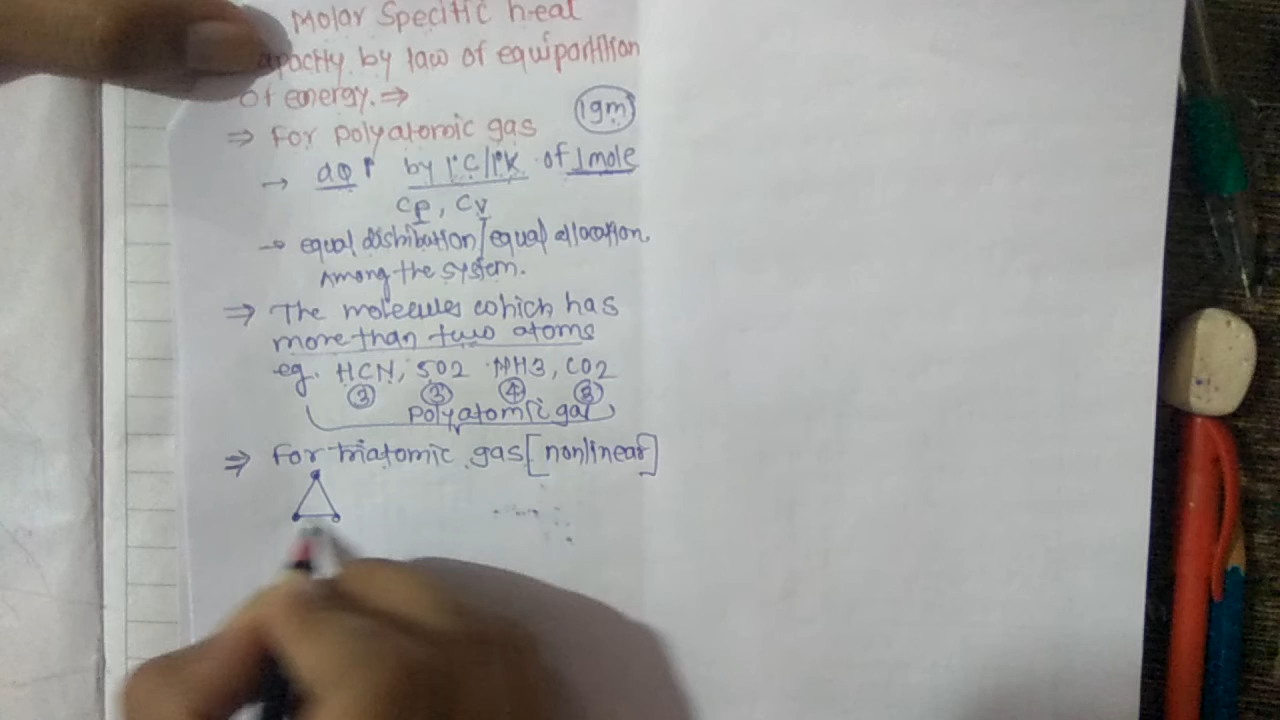 Molar Specific heat
apacity by law of equipartition
of energy. ⇒
⇒ For polyatomic gas 1gm
→ dQ↑ by 1°C/1°K of 1mole
Cp, Cv
→ equal distribution/equal allocation.
Among the system.
⇒ The molecules which has
more than two atoms
eg. HCN, SO2 NH3, CO2
3 3 4 3
Polyatomic gas
⇒ For triatomic gas [nonlinear]